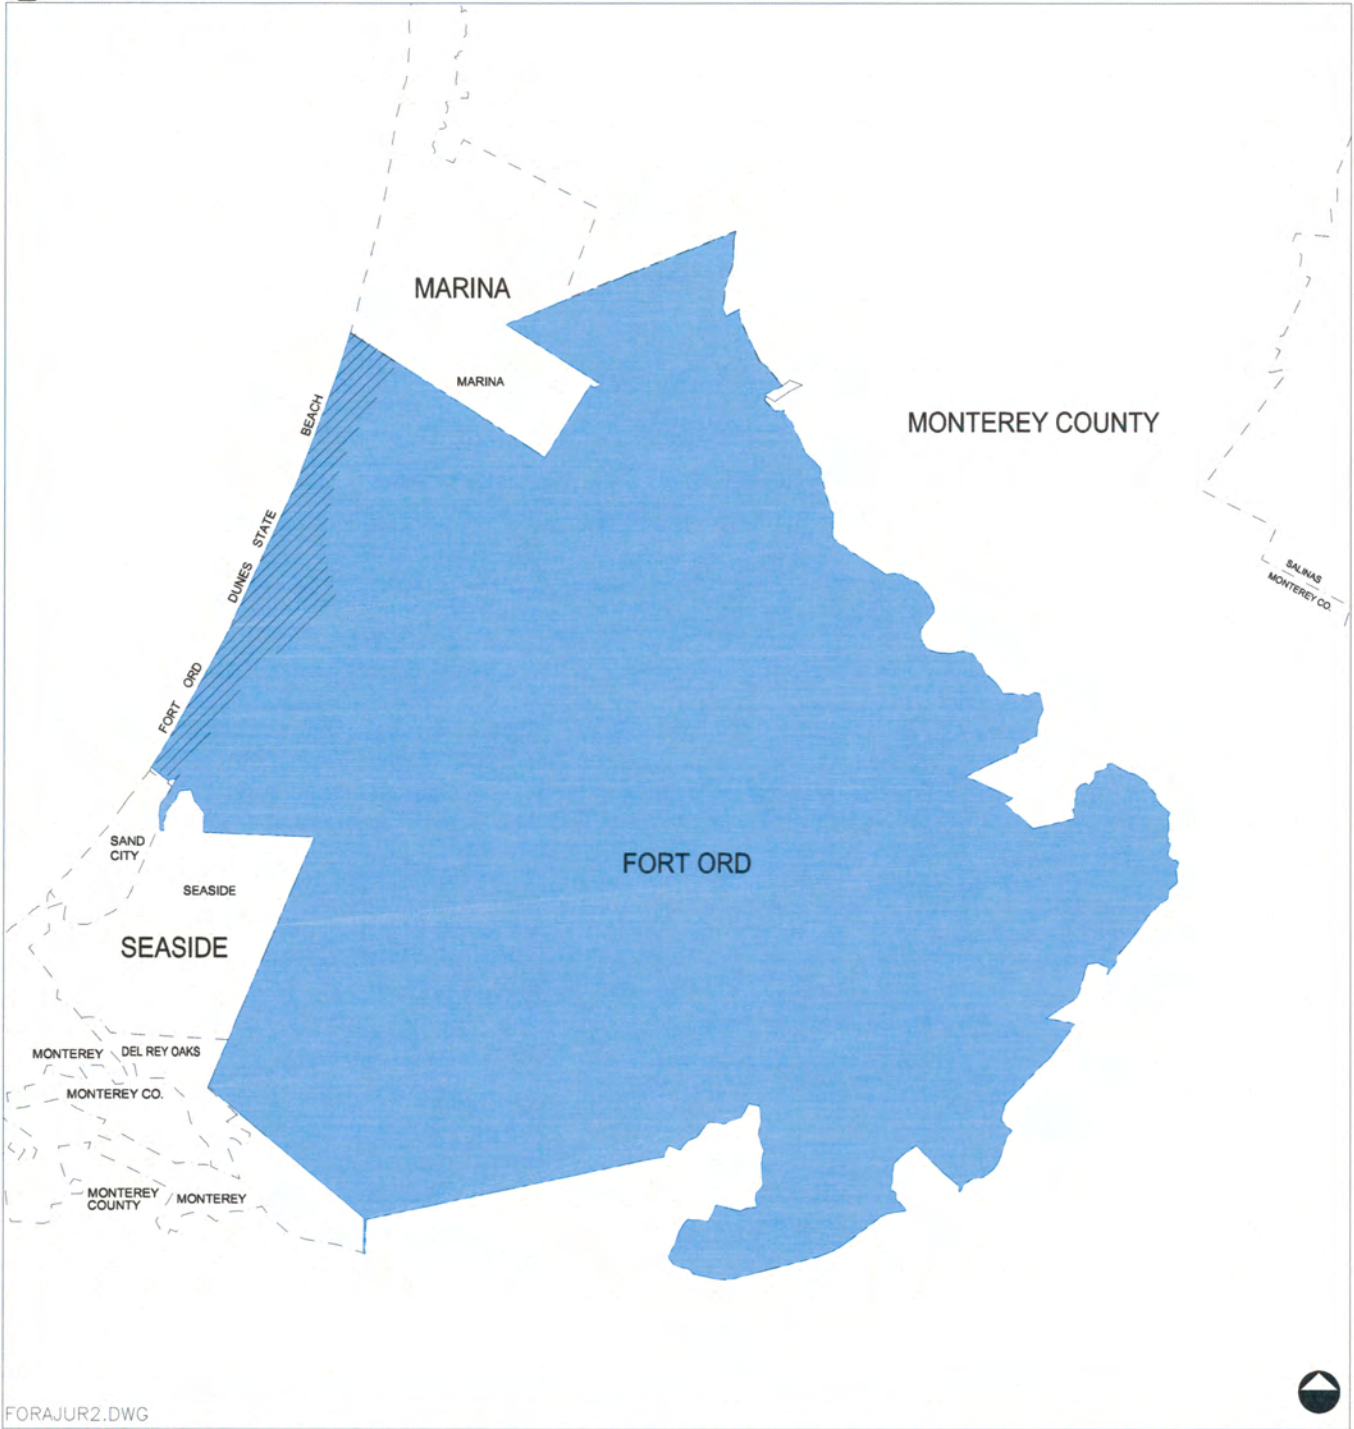 MARINA
MARINA
MONTEREY COUNTY
FORT ORD DUNES STATE BEACH
SALINAS
MONTEREY CO.
SAND
CITY
FORT ORD
SEASIDE
SEASIDE
MONTEREY
DEL REY OAKS
MONTEREY CO.
MONTEREY
COUNTY
MONTEREY
FORAJUR2.DWG